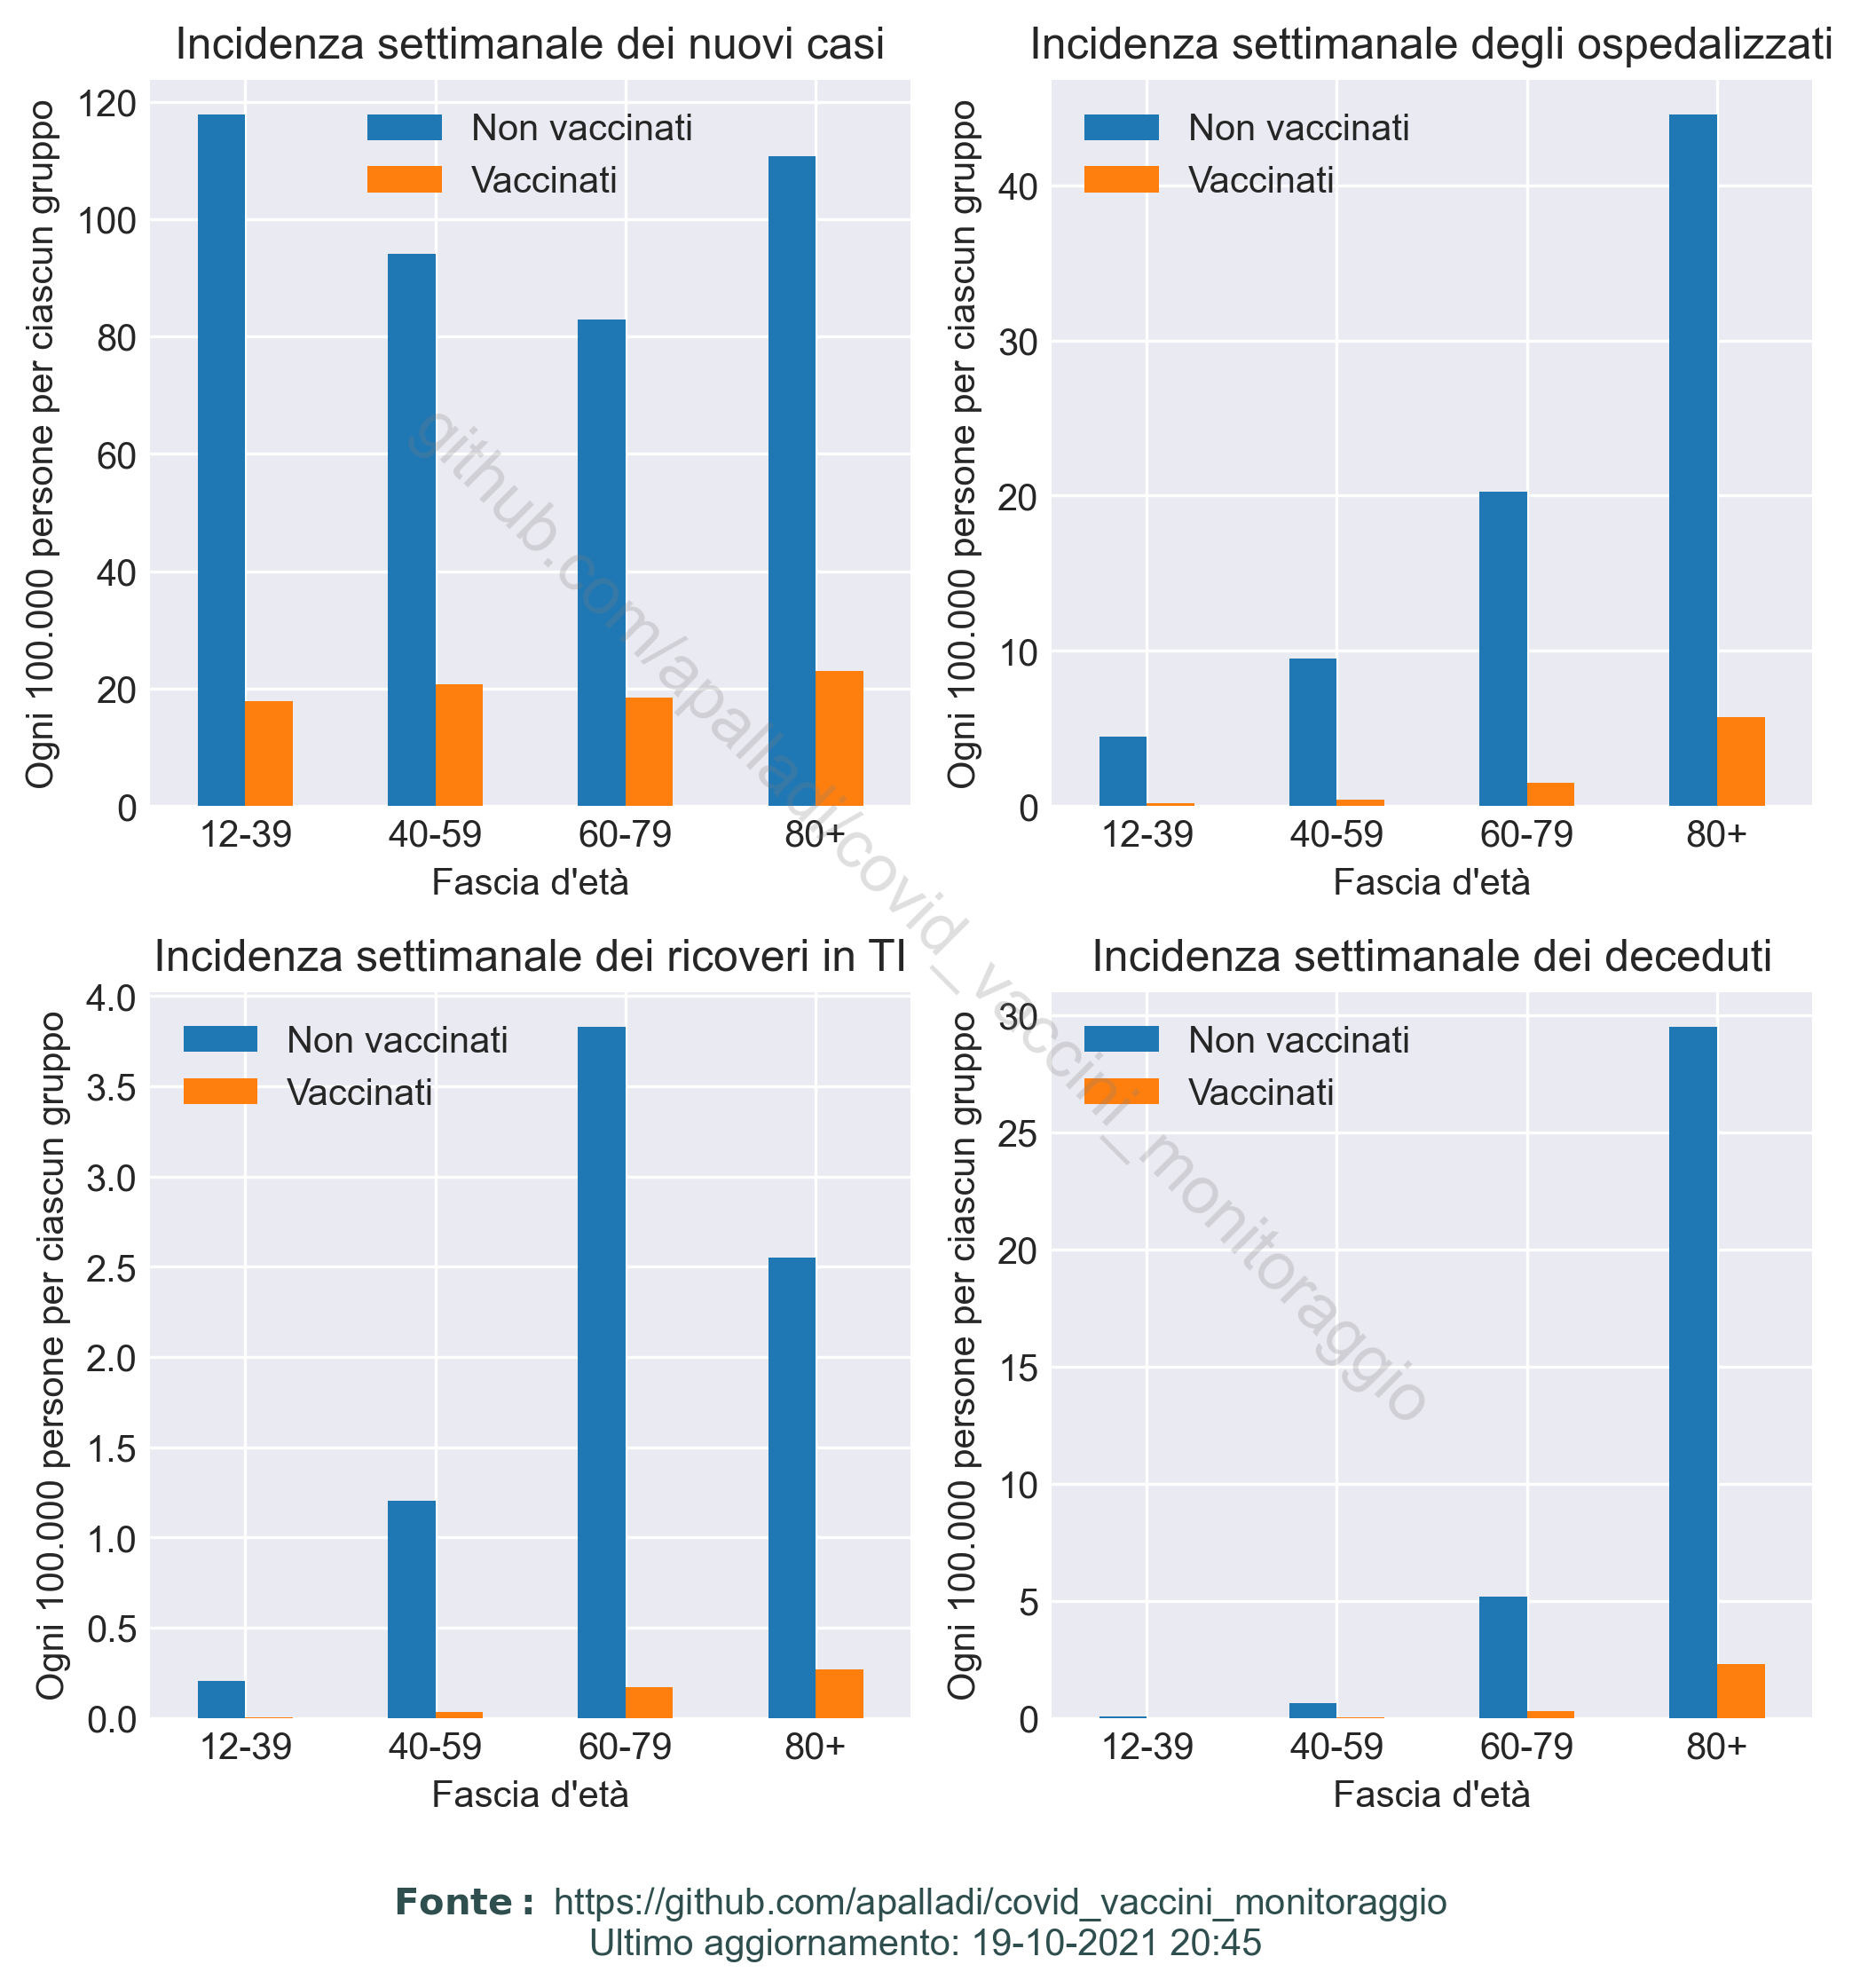 Incidenza settimanale dei nuovi casi
Ogni 100.000 persone per ciascun gruppo
120
100
80
60
40
20
0
Non vaccinati
Vaccinati
12-39 40-59 60-79 80+
Fascia d'età
Incidenza settimanale degli ospedalizzati
Ogni 100.000 persone per ciascun gruppo
40
30
20
10
0
Non vaccinati
Vaccinati
12-39 40-59 60-79 80+
Fascia d'età
Incidenza settimanale dei ricoveri in TI
Ogni 100.000 persone per ciascun gruppo
4.0
3.5
3.0
2.5
2.0
1.5
1.0
0.5
0.0
Non vaccinati
Vaccinati
12-39 40-59 60-79 80+
Fascia d'età
Incidenza settimanale dei deceduti
Ogni 100.000 persone per ciascun gruppo
30
25
20
15
10
5
0
Non vaccinati
Vaccinati
12-39 40-59 60-79 80+
Fascia d'età
github.com/apalladi/covid_vaccini_monitoraggio
Fonte: https://github.com/apalladi/covid_vaccini_monitoraggio
Ultimo aggiornamento: 19-10-2021 20:45